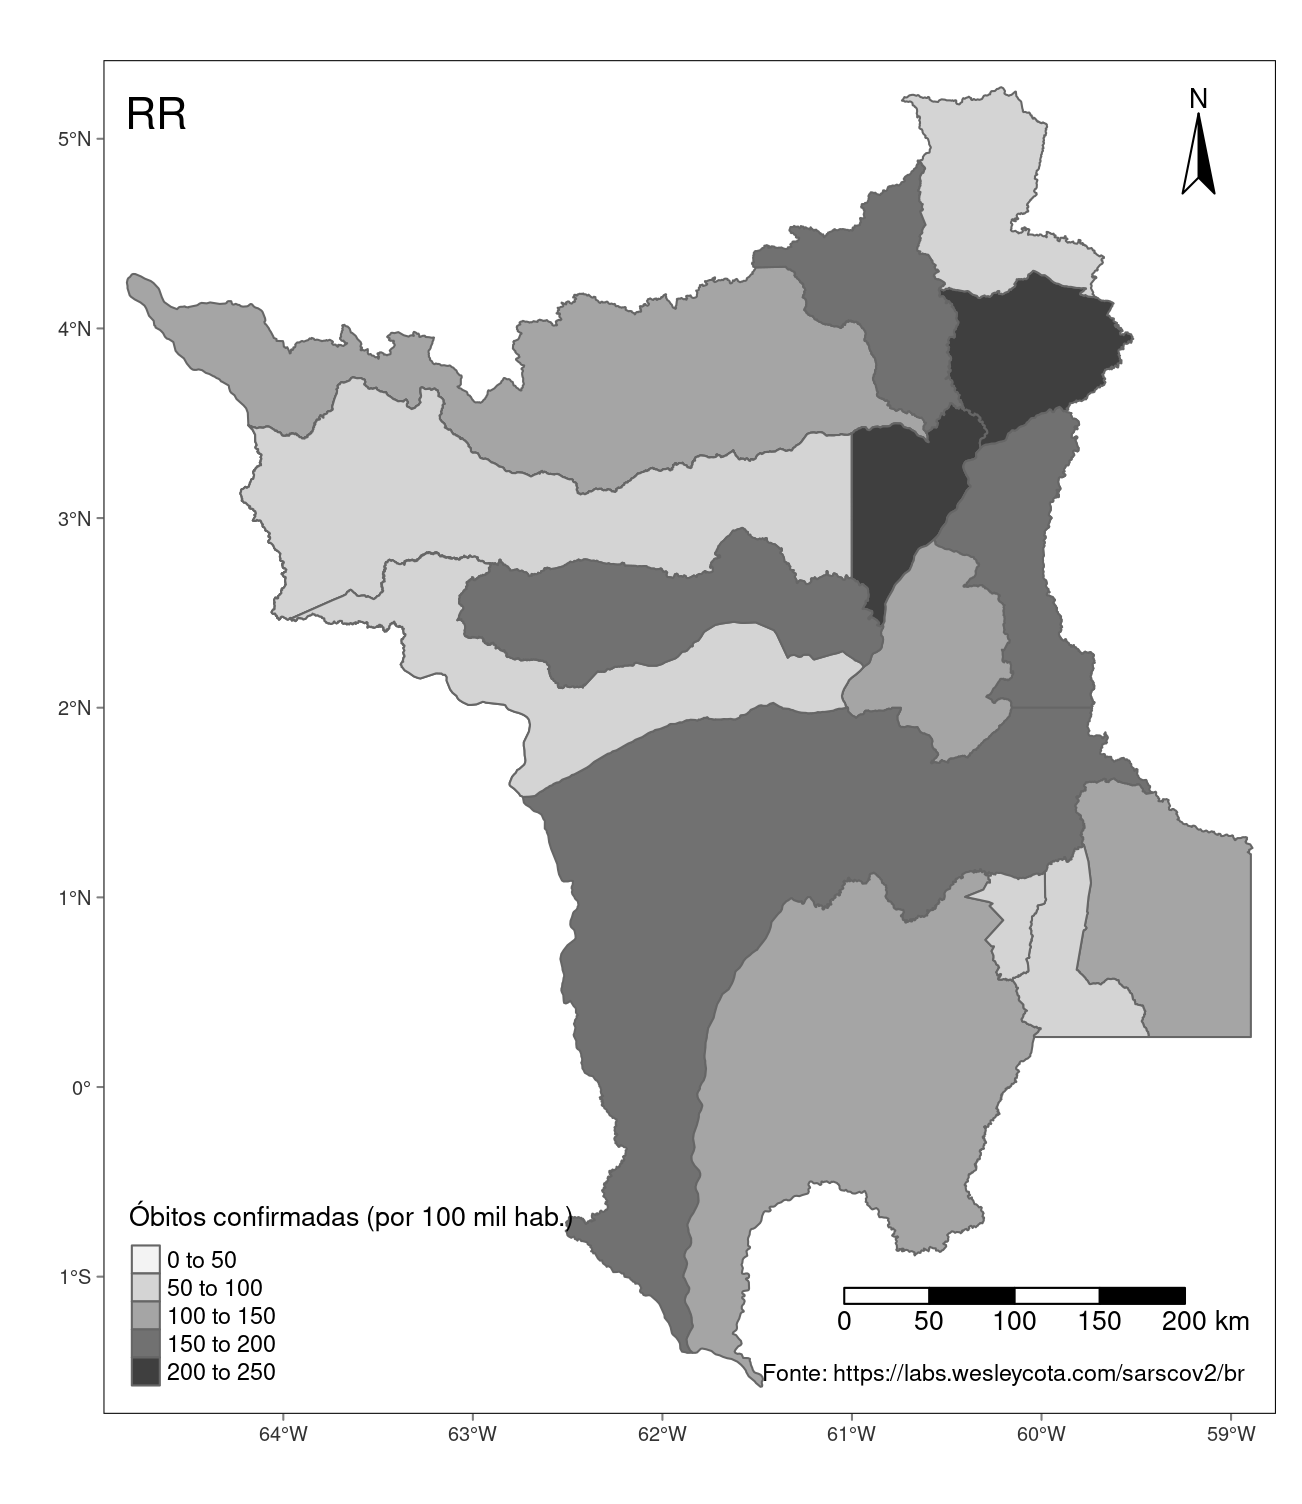 RR
N
5°N
4°N
3°N
2°N
1°N
0°
1°S
Óbitos confirmadas (por 100 mil hab.)
0 to 50
50 to 100
100 to 150
150 to 200
200 to 250
0 50 100 150 200 km
Fonte: https://labs.wesleycota.com/sarscov2/br
64°W 63°W 62°W 61°W 60°W 59°W